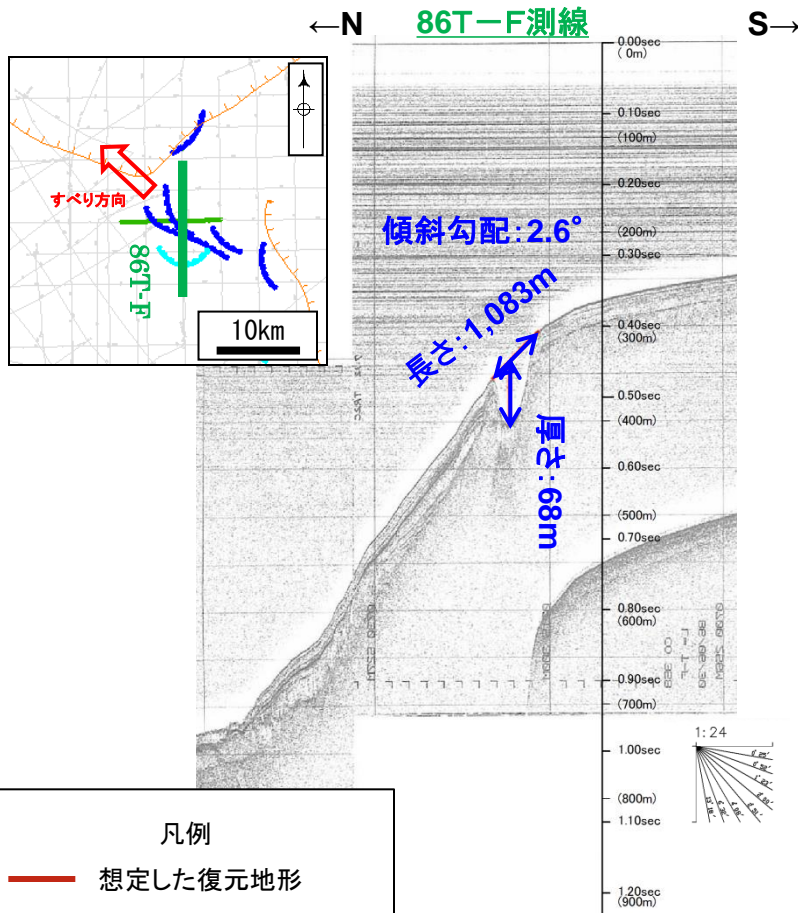 ←N
86T－F測線
S→
すべり方向
86T-F
10km
傾斜勾配：2.6°
長さ：1,083m
厚さ：68m
0.00sec
( 0m)
0.10sec
(100m)
0.20sec
(200m)
0.30sec
0.40sec
(300m)
0.50sec
(400m)
0.60sec
(500m)
0.70sec
0.80sec
(600m)
0.90sec
(700m)
1.00sec
(800m)
1.10sec
1.20sec
(900m)
1:24
凡例
想定した復元地形